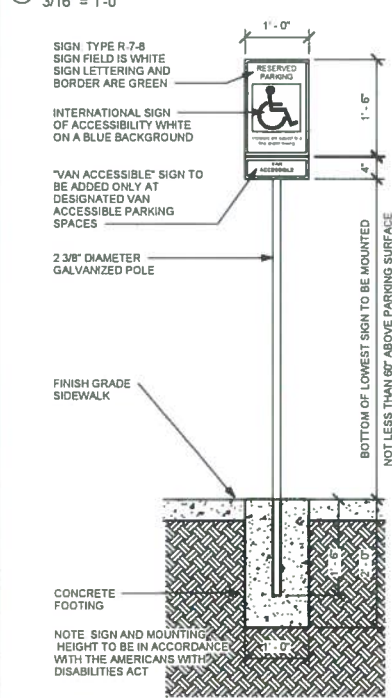 3/16" = 1'-0"
1' - 0"
SIGN: TYPE R-7-8
SIGN FIELD IS WHITE
SIGN LETTERING AND
BORDER ARE GREEN
RESERVED
PARKING
INTERNATIONAL SIGN
OF ACCESSIBILITY WHITE
ON A BLUE BACKGROUND
1' - 6"
VAN
ACCESSIBLE
4"
"VAN ACCESSIBLE" SIGN TO
BE ADDED ONLY AT
DESIGNATED VAN
ACCESSIBLE PARKING
SPACES
2 3/8" DIAMETER
GALVANIZED POLE
BOTTOM OF LOWEST SIGN TO BE MOUNTED
NOT LESS THAN 60" ABOVE PARKING SURFACE
FINISH GRADE
SIDEWALK
1' - 6"
2' - 0"
CONCRETE
FOOTING
NOTE SIGN AND MOUNTING
HEIGHT TO BE IN ACCORDANCE
WITH THE AMERICANS WITH
DISABILITIES ACT
1' - 0"